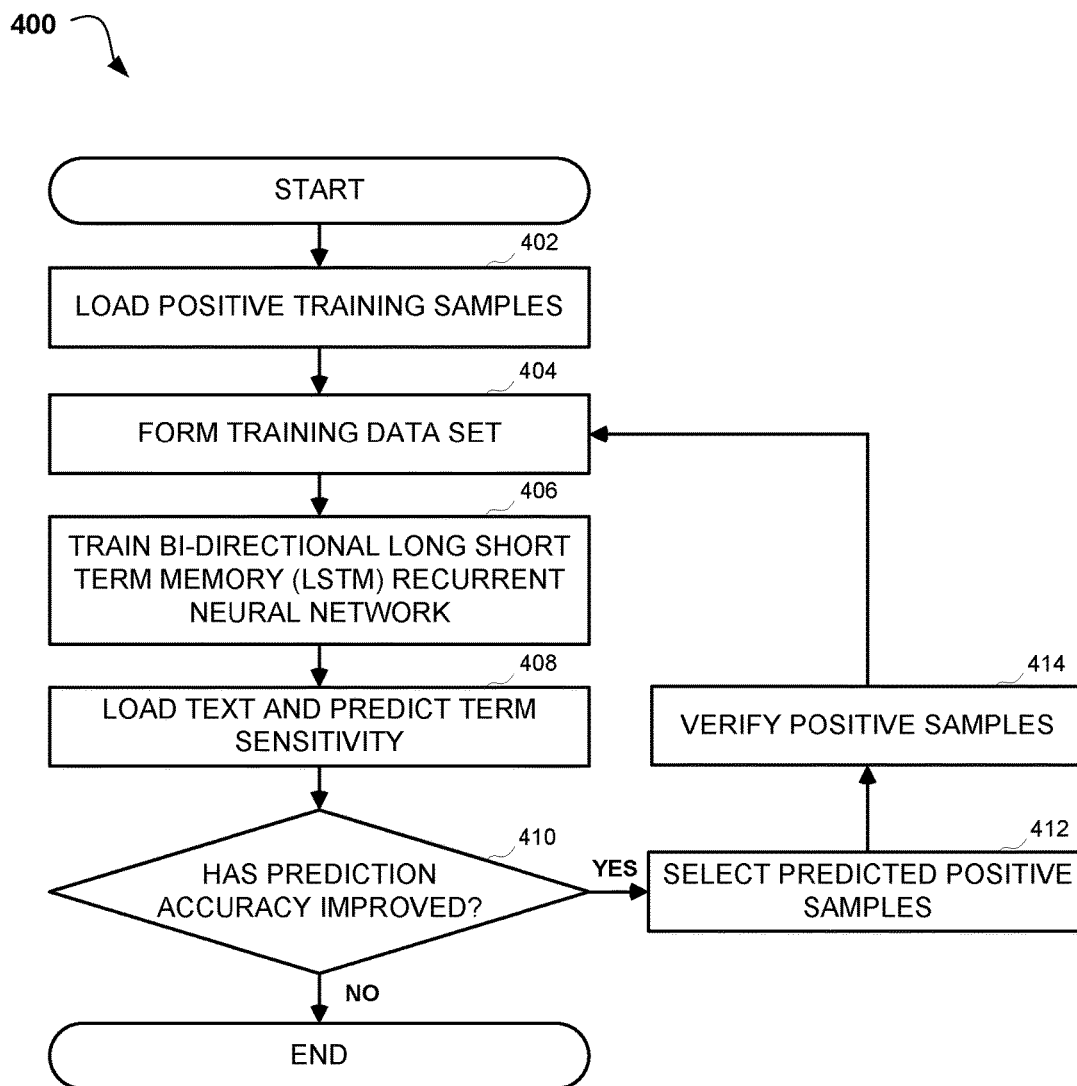 400
START
402
LOAD POSITIVE TRAINING SAMPLES
404
FORM TRAINING DATA SET
406
TRAIN BI-DIRECTIONAL LONG SHORT
TERM MEMORY (LSTM) RECURRENT
NEURAL NETWORK
408
LOAD TEXT AND PREDICT TERM
SENSITIVITY
410
HAS PREDICTION
ACCURACY IMPROVED?
YES
412
SELECT PREDICTED POSITIVE
SAMPLES
414
VERIFY POSITIVE SAMPLES
NO
END